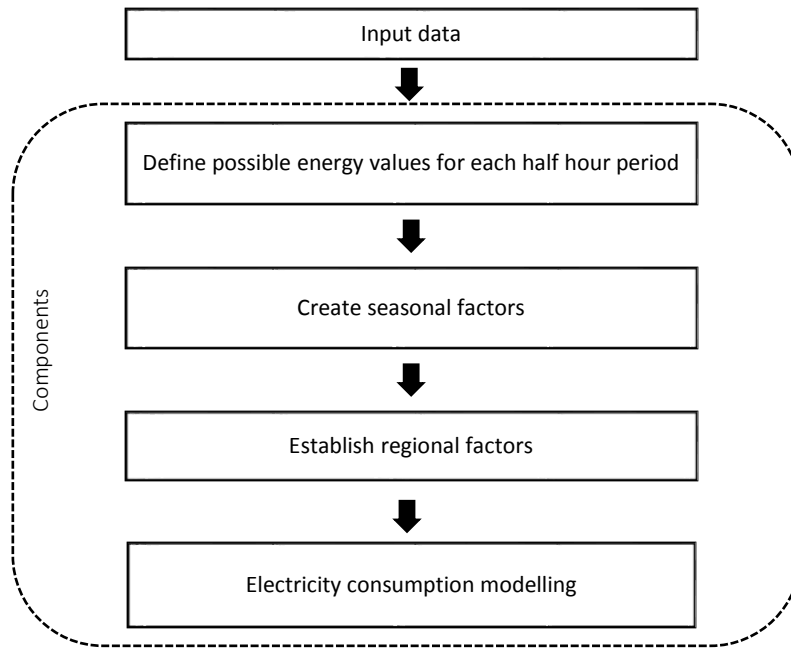 Input data
Define possible energy values for each half hour period
Create seasonal factors
Components
Establish regional factors
Electricity consumption modelling